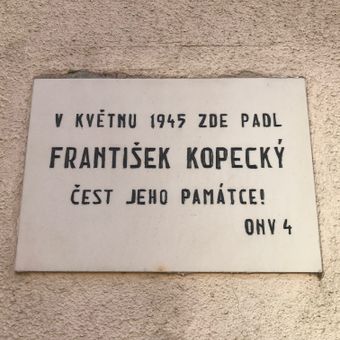 V KVĚTNU 1945 ZDE PADL
FRANTIŠEK KOPECKÝ
ČEST JEHO PAMÁTCE!
ONV 4